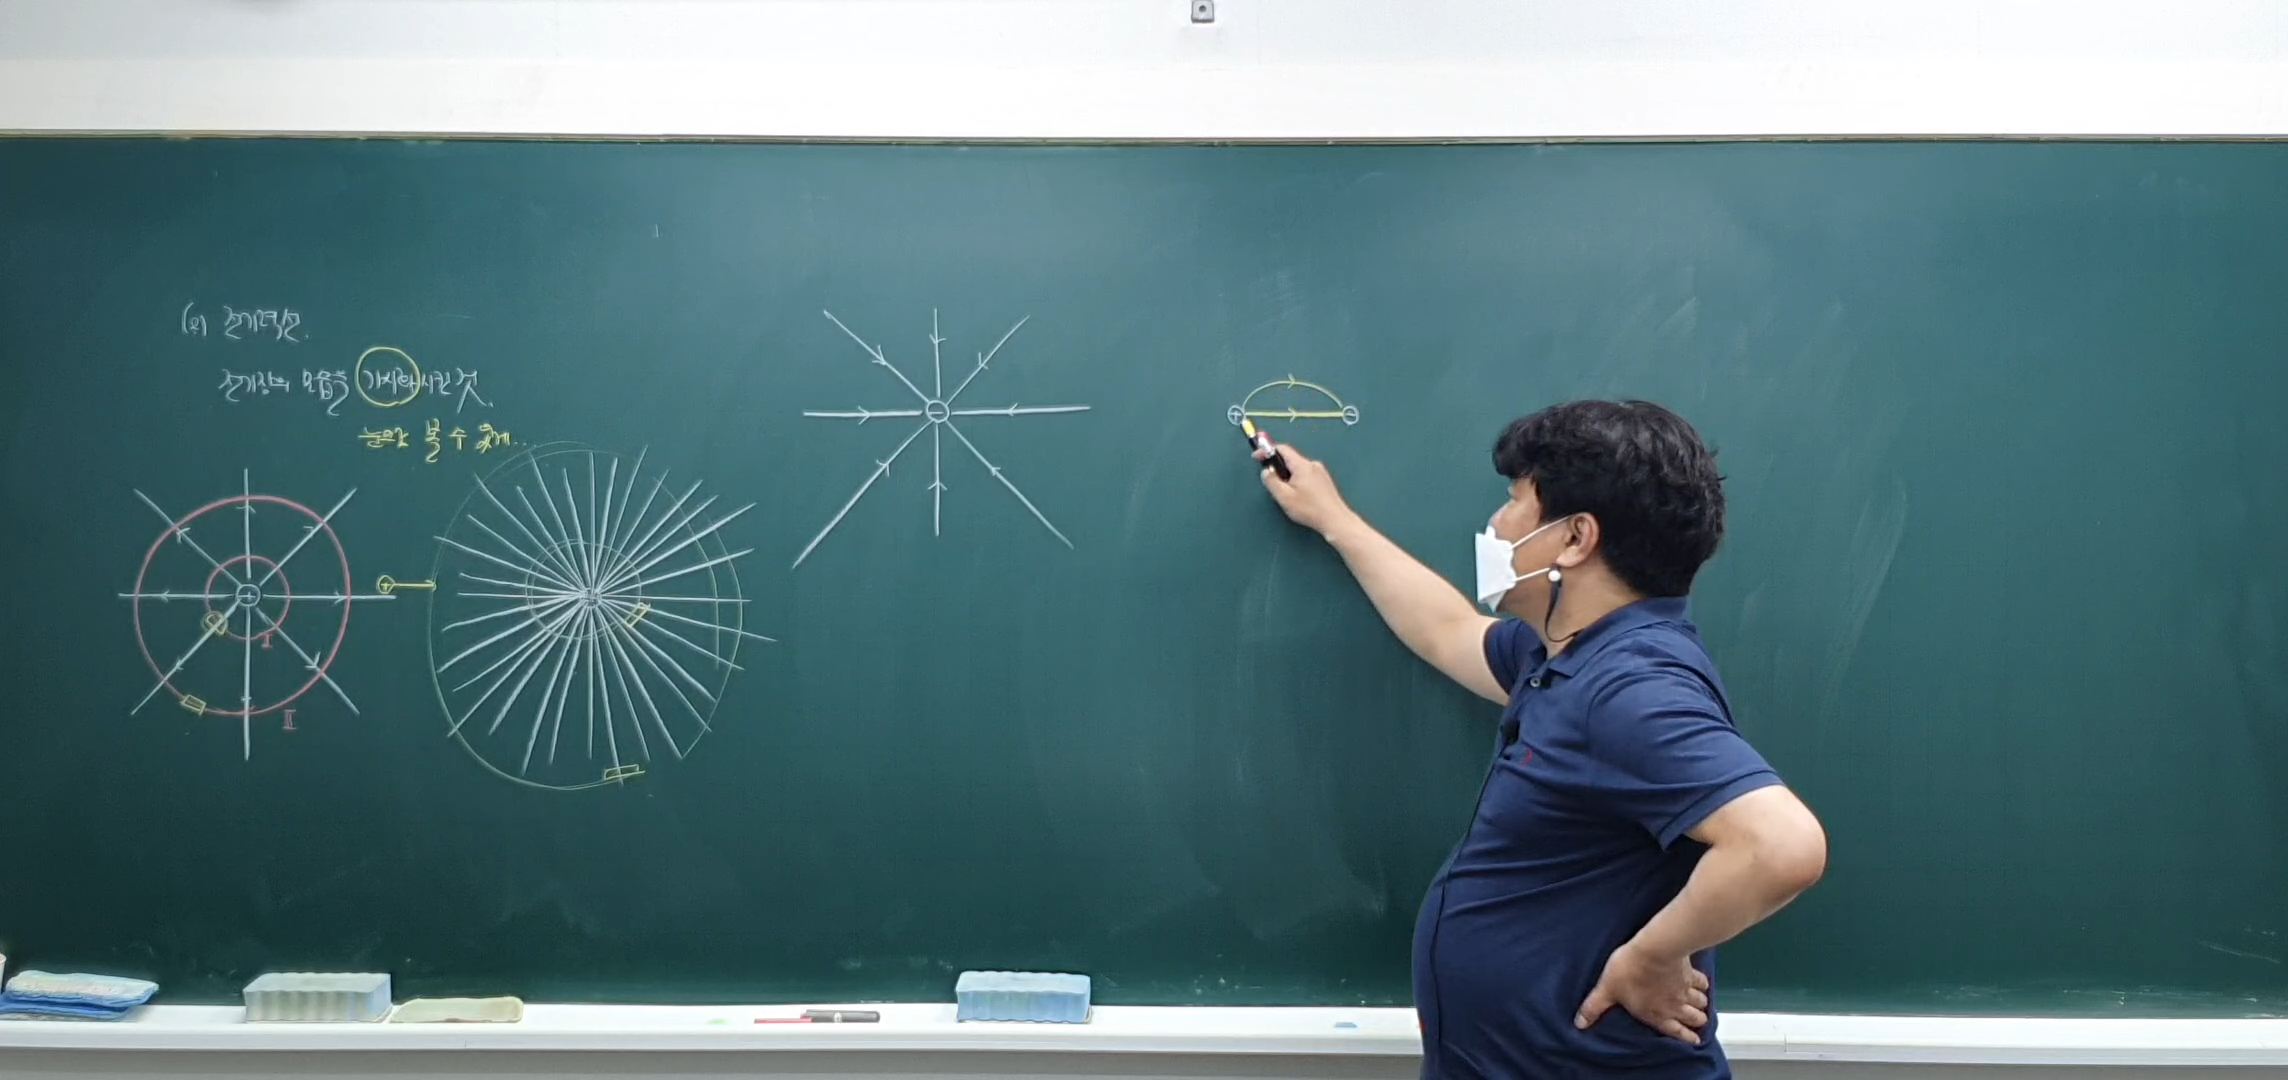 (2) 전기력선.
전기장의 모습을 가시화시킨 것.
눈으로 볼 수 있게...
+
I
II
+
-
+
-